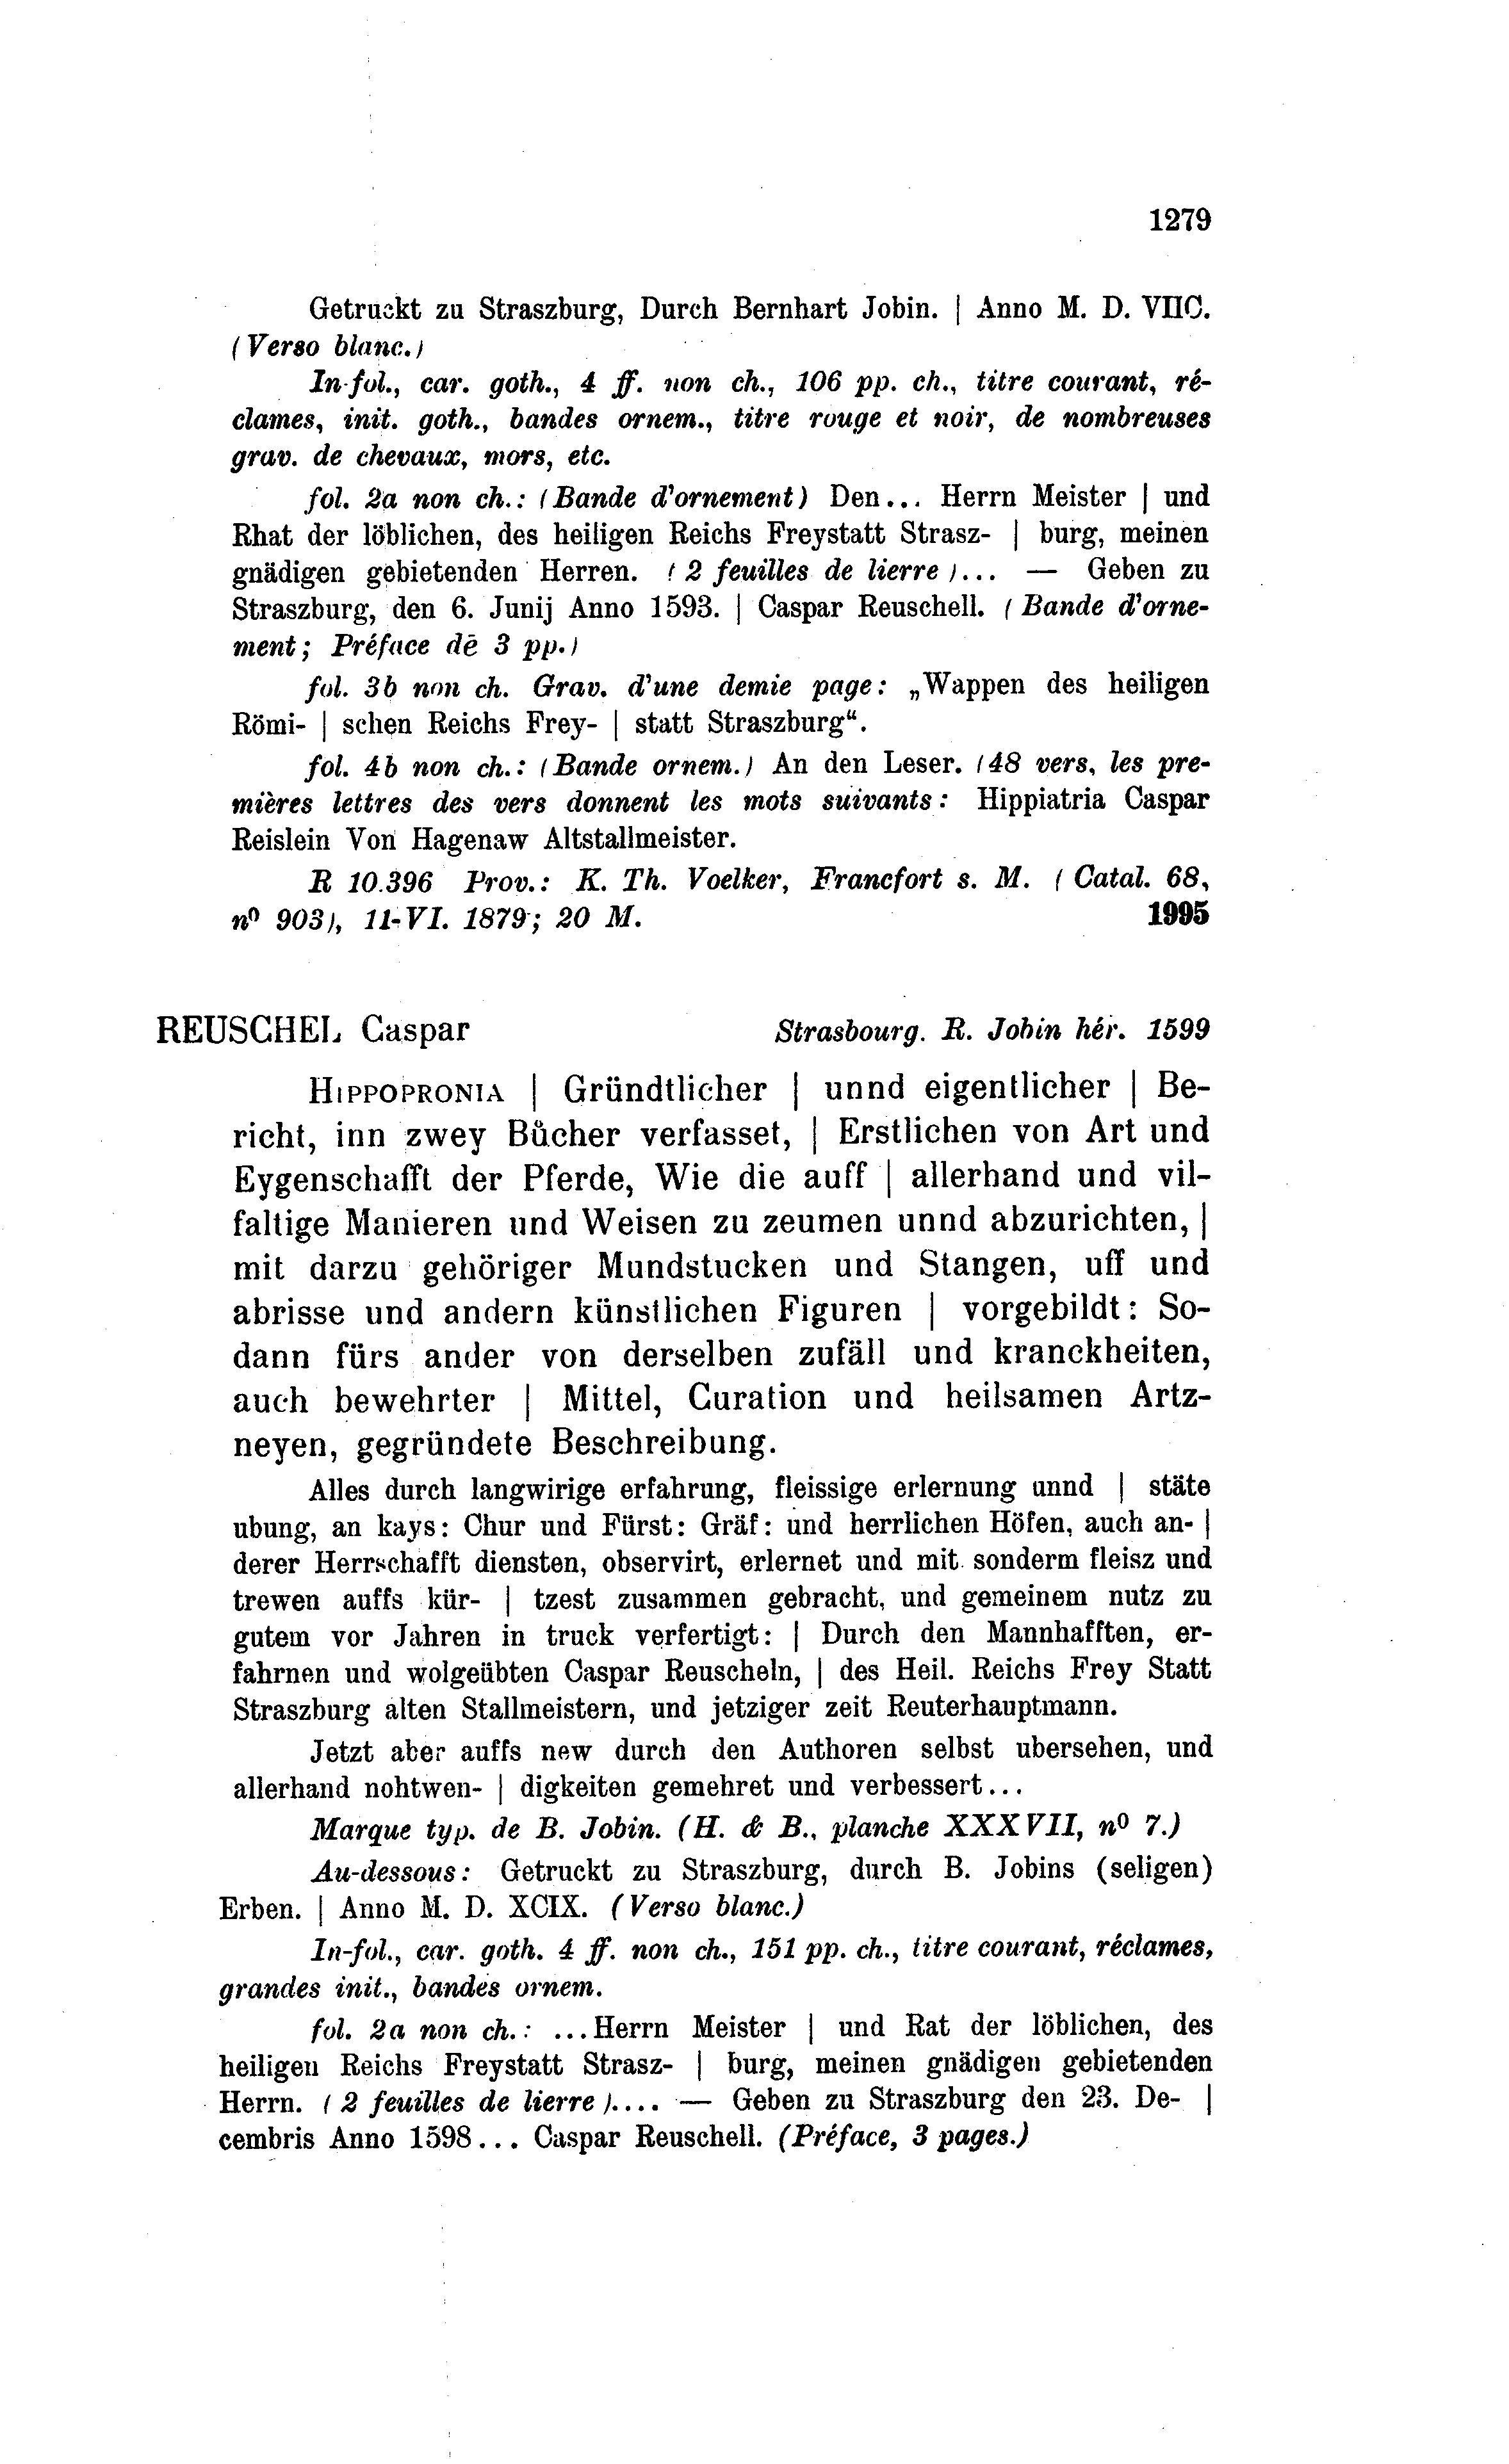 1279
Getruckt zu Straszburg, Durch Bernhart Jobin. | Anno M. D. VIIC.
(Verso blanc.)
In-fol., car. goth., 4 ff. non ch., 106 pp. ch., titre courant, ré-
clames, init. goth., bandes ornem., titre rouge et noir, de nombreuses
grav. de chevaux, mors, etc.
fol. 2a non ch.: (Bande d'ornement) Den... Herrn Meister | und
Rhat der löblichen, des heiligen Reichs Freystatt Strasz- | burg, meinen
gnädigen gebietenden Herren. (2 feuilles de lierre)... — Geben zu
Straszburg, den 6. Junij Anno 1593. | Caspar Reuschell. (Bande d'orne-
ment; Préface de 3 pp.)
fol. 3b non ch. Grav. d'une demie page: „Wappen des heiligen
Römi- | schen Reichs Frey- | statt Straszburg“.
fol. 4b non ch.: (Bande ornem.) An den Leser. (48 vers, les pre-
mières lettres des vers donnent les mots suivants: Hippiatria Caspar
Reislein Von Hagenaw Altstallmeister.
R 10.396 Prov.: K. Th. Voelker, Francfort s. M. (Catal. 68,
nº 903), 11-VI. 1879; 20 M. 1995
REUSCHEL Caspar Strasbourg. R. Jobin hér. 1599
HIPPOPRONIA | Gründtlicher | unnd eigentlicher | Be-
richt, inn zwey Bücher verfasset, | Erstlichen von Art und
Eygenschafft der Pferde, Wie die auff | allerhand und vil-
faltige Manieren und Weisen zu zeumen unnd abzurichten, |
mit darzu gehöriger Mundstucken und Stangen, uff und
abrisse und andern künstlichen Figuren | vorgebildt: So-
dann fürs ander von derselben zufäll und kranckheiten,
auch bewehrter | Mittel, Curation und heilsamen Artz-
neyen, gegründete Beschreibung.
Alles durch langwirige erfahrung, fleissige erlernung unnd | stäte
ubung, an kays: Chur und Fürst: Gräf: und herrlichen Höfen, auch an- |
derer Herrschafft diensten, observirt, erlernet und mit sonderm fleisz und
trewen auffs kür- | tzest zusammen gebracht, und gemeinem nutz zu
gutem vor Jahren in truck verfertigt: | Durch den Mannhafften, er-
fahrnen und wolgeübten Caspar Reuscheln, | des Heil. Reichs Frey Statt
Straszburg alten Stallmeistern, und jetziger zeit Reuterhauptmann.
Jetzt aber auffs new durch den Authoren selbst ubersehen, und
allerhand nohtwen- | digkeiten gemehret und verbessert...
Marque typ. de B. Jobin. (H. & B., planche XXXVII, nº 7.)
Au-dessous: Getruckt zu Straszburg, durch B. Jobins (seligen)
Erben. | Anno M. D. XCIX. (Verso blanc.)
In-fol., car. goth. 4 ff. non ch., 151 pp. ch., titre courant, réclames,
grandes init., bandes ornem.
fol. 2a non ch.: ...Herrn Meister | und Rat der löblichen, des
heiligen Reichs Freystatt Strasz- | burg, meinen gnädigen gebietenden
Herrn. (2 feuilles de lierre).... — Geben zu Straszburg den 23. De- |
cembris Anno 1598... Caspar Reuschell. (Préface, 3 pages.)